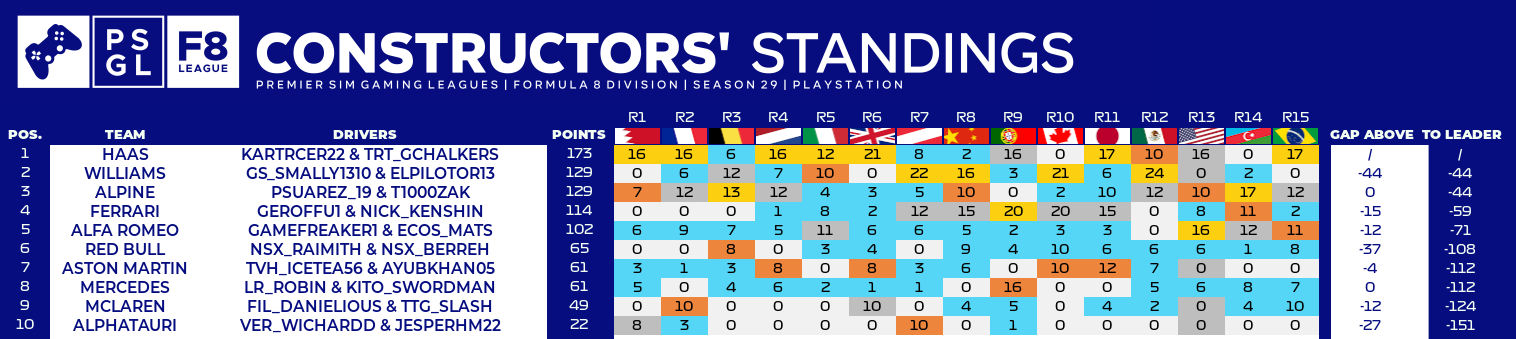 PS
GL
F8
LEAGUE
CONSTRUCTORS' STANDINGS
PREMIER SIM GAMING LEAGUES | FORMULA 8 DIVISION | SEASON 29 | PLAYSTATION
R1 R2 R3 R4 R5 R6 R7 R8 R9 R10 R11 R12 R13 R14 R15
POS. TEAM DRIVERS POINTS GAP ABOVE TO LEADER
1 HAAS KARTRCER22 & TRT_GCHALKERS 173 16 16 6 16 12 21 8 2 16 0 17 10 16 0 17 / /
2 WILLIAMS GS_SMALLY1310 & ELPILOTOR13 129 0 6 12 7 10 0 22 16 3 21 6 24 0 2 0 -44 -44
3 ALPINE PSUAREZ_19 & T1000ZAK 129 7 12 13 12 4 3 5 10 0 2 10 12 10 17 12 0 -44
4 FERRARI GEROFFU1 & NICK_KENSHIN 114 0 0 0 1 8 2 12 15 20 20 15 0 8 11 2 -15 -59
5 ALFA ROMEO GAMEFREAKER1 & ECOS_MATS 102 6 9 7 5 11 6 6 5 2 3 3 0 16 12 11 -12 -71
6 RED BULL NSX_RAIMITH & NSX_BERREH 65 0 0 8 0 3 4 0 9 4 10 6 6 6 1 8 -37 -108
7 ASTON MARTIN TVH_ICETEA56 & AYUBKHAN05 61 3 1 3 8 0 8 3 6 0 10 12 7 0 0 0 -4 -112
8 MERCEDES LR_ROBIN & KITO_SWORDMAN 61 5 0 4 6 2 1 1 0 16 0 0 5 6 8 7 0 -112
9 MCLAREN FIL_DANIELIOUS & TTG_SLASH 49 0 10 0 0 0 10 0 4 5 0 4 2 0 4 10 -12 -124
10 ALPHATAURI VER_WICHARDD & JESPERHM22 22 8 3 0 0 0 0 10 0 1 0 0 0 0 0 0 -27 -151